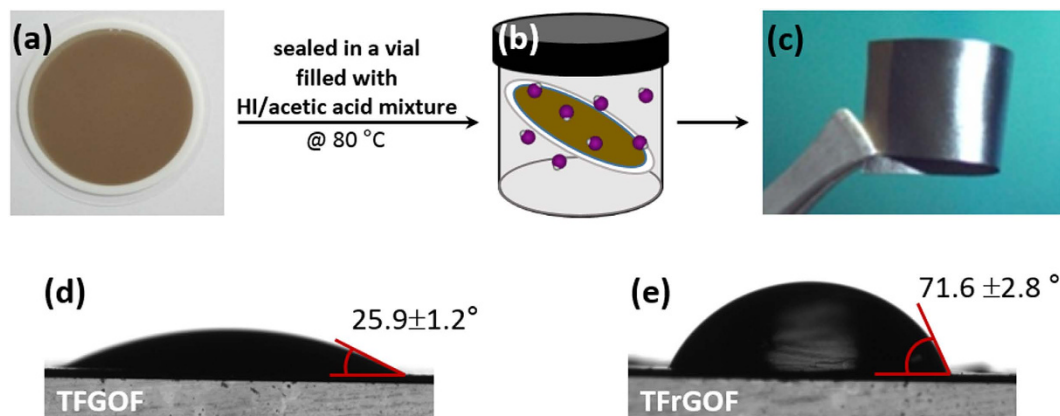 (a)
sealed in a vial
filled with
HI/acetic acid mixture
@ 80 °C
(b)
(c)
(d)
25.9±1.2°
TFGOF
(e)
71.6 ±2.8 °
TFrGOF